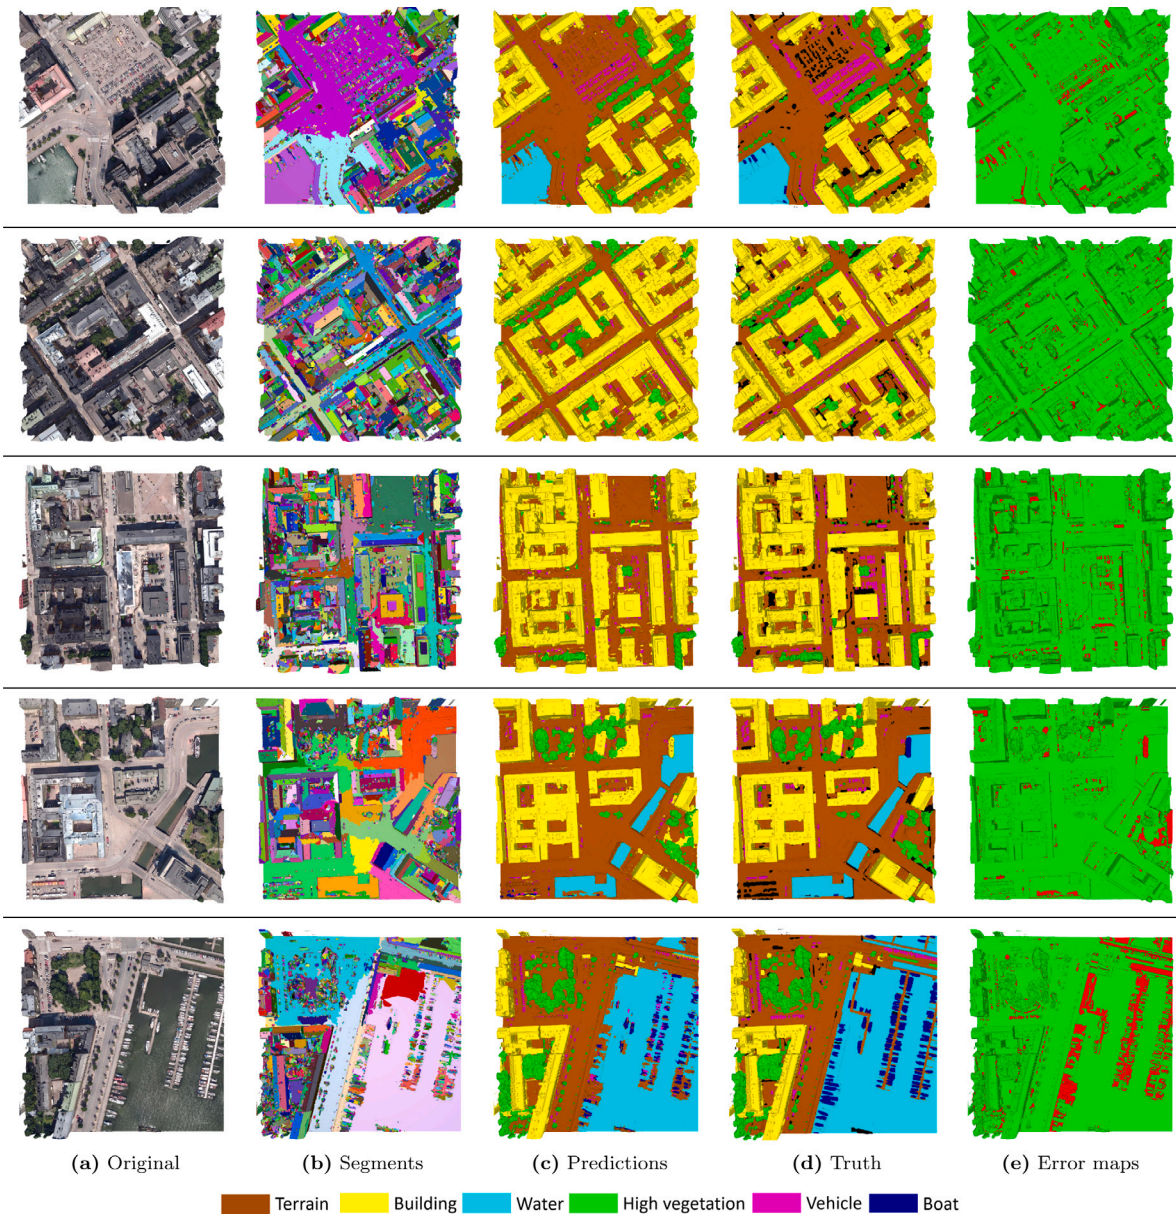 (a) Original
(b) Segments
(c) Predictions
(d) Truth
(e) Error maps
Terrain
Building
Water
High vegetation
Vehicle
Boat